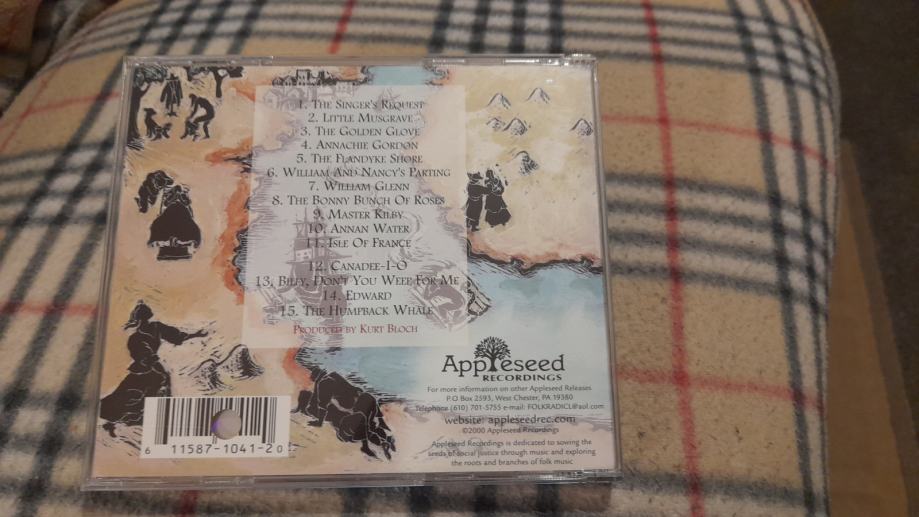 1. The Singer's Request
2. Little Musgrave
3. The Golden Glove
4. Annachie Gordon
5. The Flandyke Shore
6. William And Nancy's Parting
7. William Glenn
8. The Bonny Bunch Of Roses
9. Master Kilby
10. Annan Water
11. Isle Of France
12. Canadee-I-O
13. Billy, Don't You Weep For Me
14. Edward
15. The Humpback Whale
Produced by Kurt Bloch
Appleseed
RECORDINGS
For more information on other Appleseed Releases
P.O Box 2593, West Chester, PA 19380
Telephone (610) 701-5755 e-mail: FOLKRADICL@aol.com
website: appleseedrec.com
©2000 Appleseed Recordings
Appleseed Recordings is dedicated to sowing the
seeds of social justice through music and exploring
the roots and branches of folk music
6 11587-1041-2 0